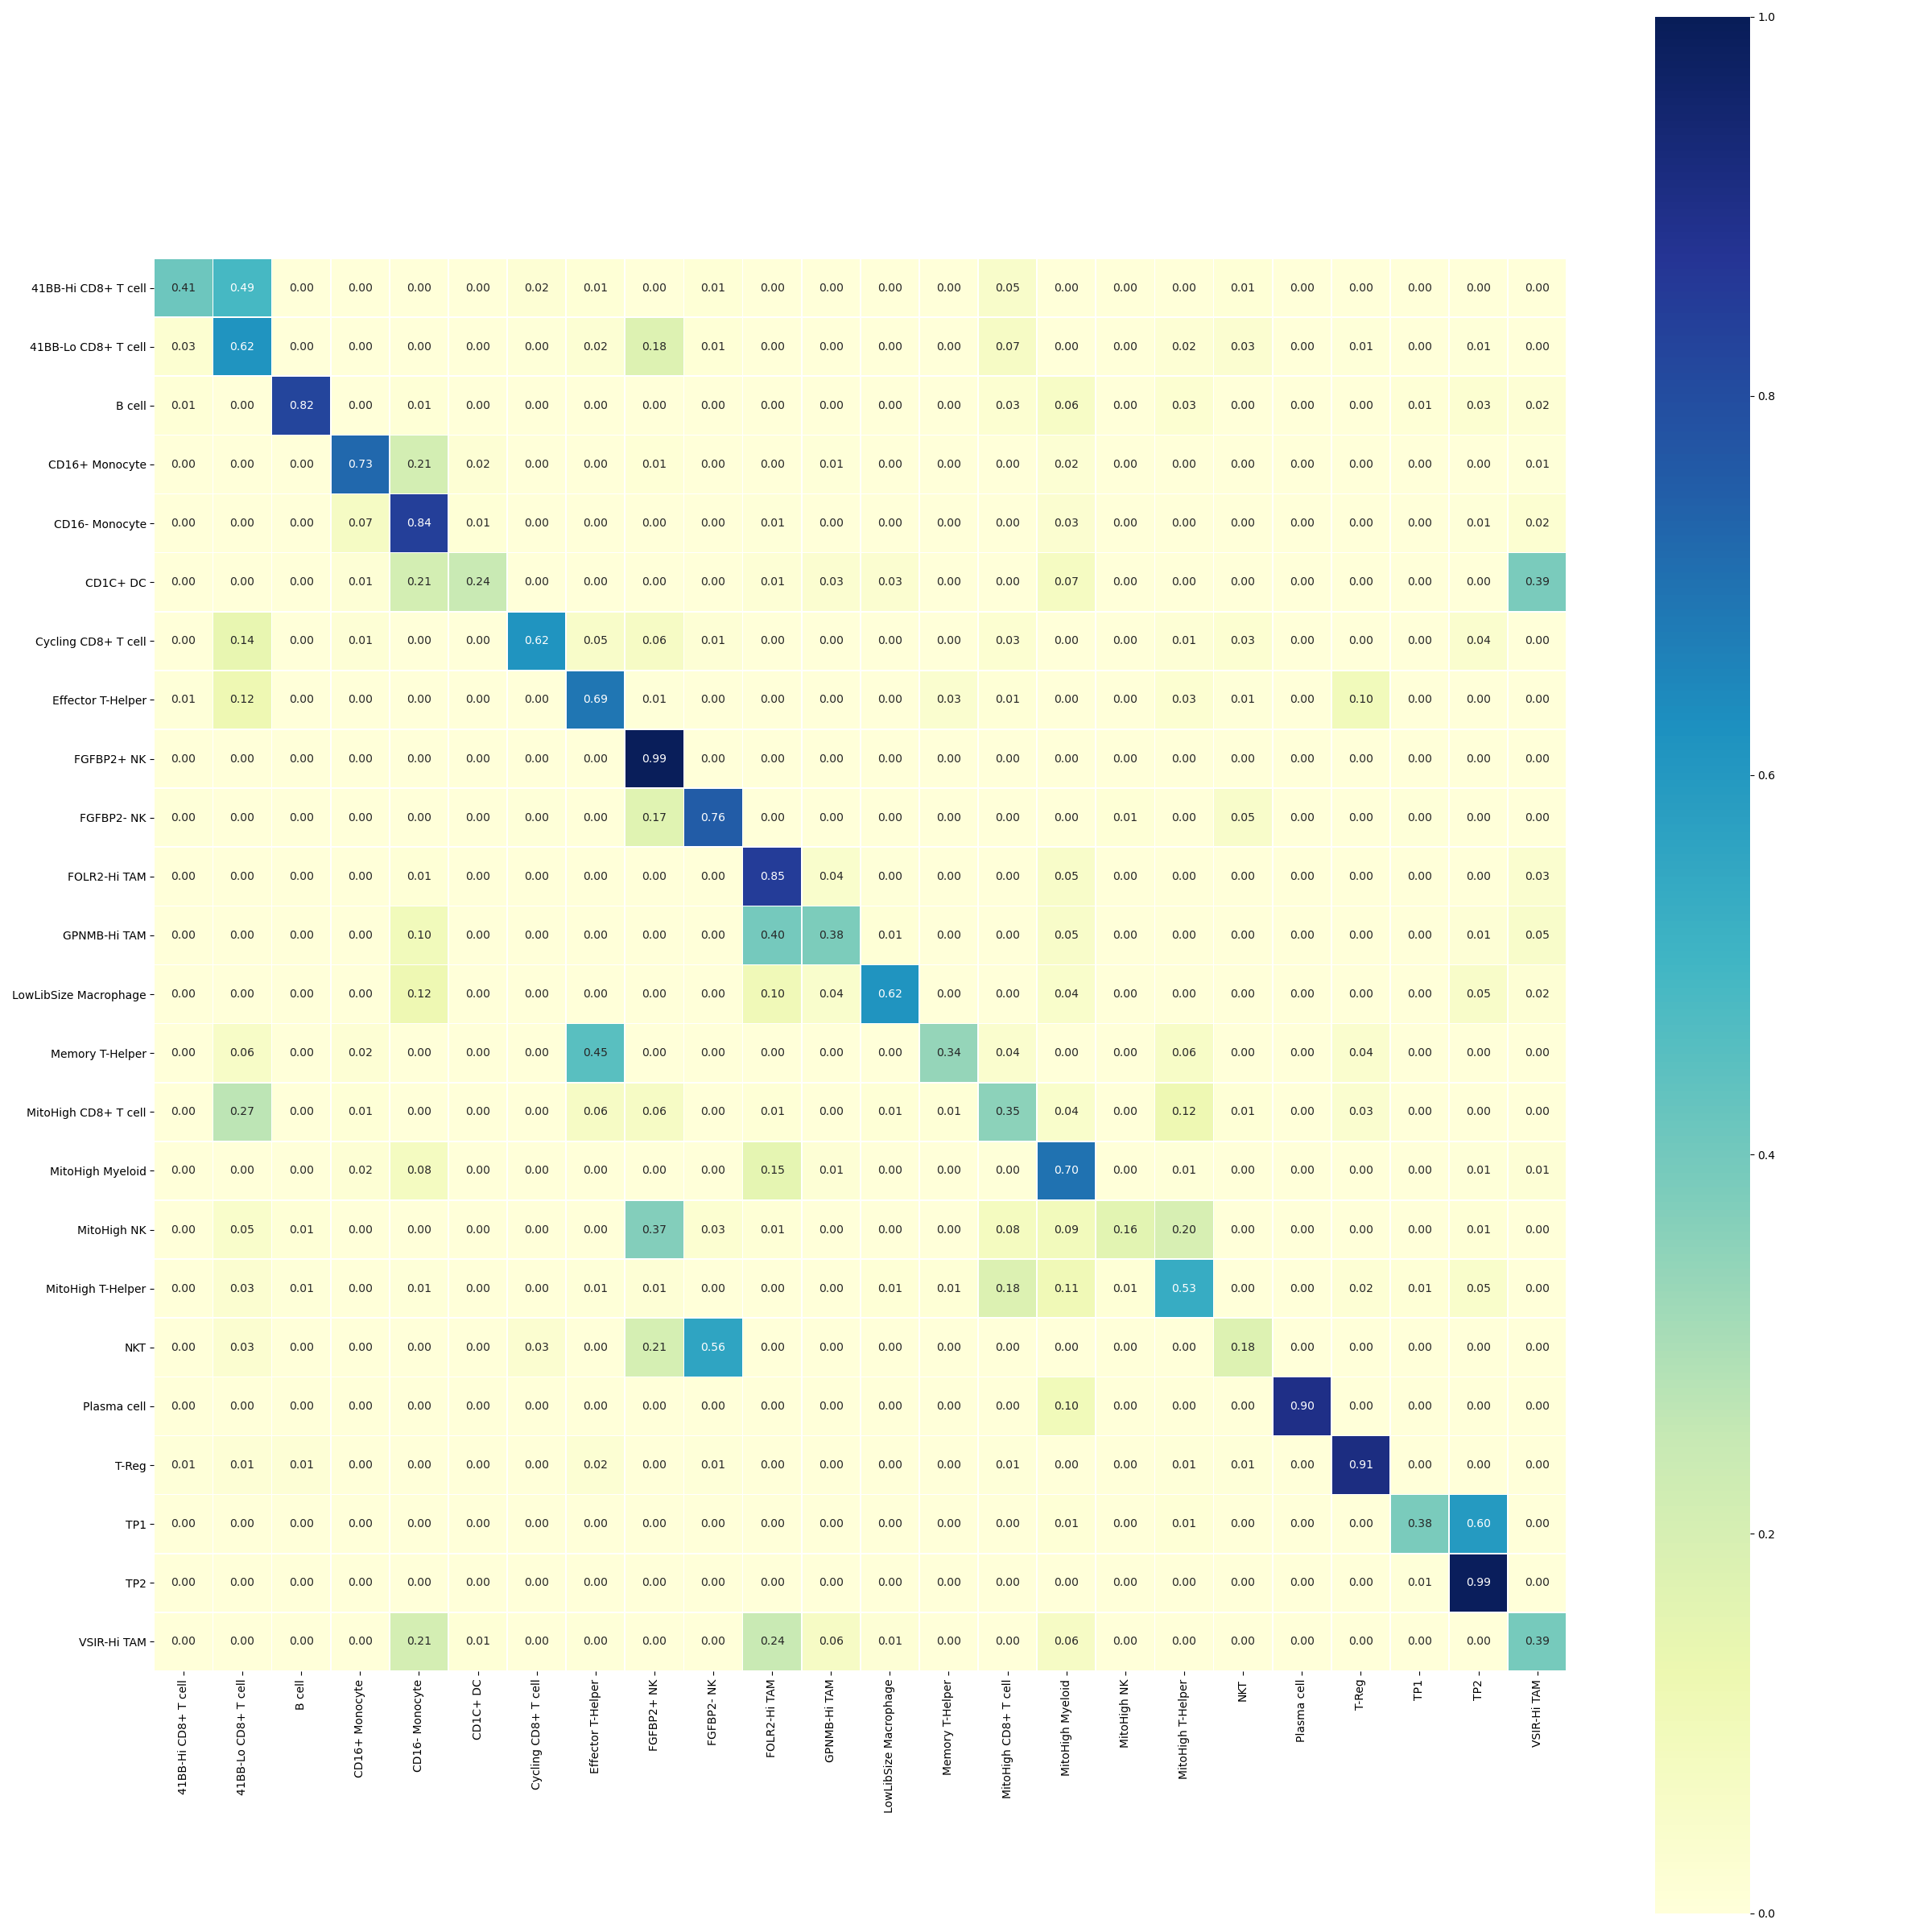 1.0
0.8
0.6
0.4
0.2
0.0
41BB-Hi CD8+ T cell 0.41 0.49 0.00 0.00 0.00 0.00 0.02 0.01 0.00 0.01 0.00 0.00 0.00 0.00 0.05 0.00 0.00 0.00 0.01 0.00 0.00 0.00 0.00 0.00
41BB-Lo CD8+ T cell 0.03 0.62 0.00 0.00 0.00 0.00 0.00 0.02 0.18 0.01 0.00 0.00 0.00 0.00 0.07 0.00 0.00 0.02 0.03 0.00 0.01 0.00 0.01 0.00
B cell 0.01 0.00 0.82 0.00 0.01 0.00 0.00 0.00 0.00 0.00 0.00 0.00 0.00 0.00 0.03 0.06 0.00 0.03 0.00 0.00 0.00 0.01 0.03 0.02
CD16+ Monocyte 0.00 0.00 0.00 0.73 0.21 0.02 0.00 0.00 0.01 0.00 0.00 0.01 0.00 0.00 0.00 0.02 0.00 0.00 0.00 0.00 0.00 0.00 0.00 0.01
CD16- Monocyte 0.00 0.00 0.00 0.07 0.84 0.01 0.00 0.00 0.00 0.00 0.01 0.00 0.00 0.00 0.00 0.03 0.00 0.00 0.00 0.00 0.00 0.00 0.01 0.02
CD1C+ DC 0.00 0.00 0.00 0.01 0.21 0.24 0.00 0.00 0.00 0.00 0.01 0.03 0.03 0.00 0.00 0.07 0.00 0.00 0.00 0.00 0.00 0.00 0.00 0.39
Cycling CD8+ T cell 0.00 0.14 0.00 0.01 0.00 0.00 0.62 0.05 0.06 0.01 0.00 0.00 0.00 0.00 0.03 0.00 0.00 0.01 0.03 0.00 0.00 0.00 0.04 0.00
Effector T-Helper 0.01 0.12 0.00 0.00 0.00 0.00 0.00 0.69 0.01 0.00 0.00 0.00 0.00 0.03 0.01 0.00 0.00 0.03 0.01 0.00 0.10 0.00 0.00 0.00
FGFBP2+ NK 0.00 0.00 0.00 0.00 0.00 0.00 0.00 0.00 0.99 0.00 0.00 0.00 0.00 0.00 0.00 0.00 0.00 0.00 0.00 0.00 0.00 0.00 0.00 0.00
FGFBP2- NK 0.00 0.00 0.00 0.00 0.00 0.00 0.00 0.00 0.17 0.76 0.00 0.00 0.00 0.00 0.00 0.00 0.01 0.00 0.05 0.00 0.00 0.00 0.00 0.00
FOLR2-Hi TAM 0.00 0.00 0.00 0.00 0.01 0.00 0.00 0.00 0.00 0.00 0.85 0.04 0.00 0.00 0.00 0.05 0.00 0.00 0.00 0.00 0.00 0.00 0.00 0.03
GPNMB-Hi TAM 0.00 0.00 0.00 0.00 0.10 0.00 0.00 0.00 0.00 0.00 0.40 0.38 0.01 0.00 0.00 0.05 0.00 0.00 0.00 0.00 0.00 0.00 0.01 0.05
LowLibSize Macrophage 0.00 0.00 0.00 0.00 0.12 0.00 0.00 0.00 0.00 0.00 0.10 0.04 0.62 0.00 0.00 0.04 0.00 0.00 0.00 0.00 0.00 0.00 0.05 0.02
Memory T-Helper 0.00 0.06 0.00 0.02 0.00 0.00 0.00 0.45 0.00 0.00 0.00 0.00 0.00 0.34 0.04 0.00 0.00 0.06 0.00 0.00 0.04 0.00 0.00 0.00
MitoHigh CD8+ T cell 0.00 0.27 0.00 0.01 0.00 0.00 0.00 0.06 0.06 0.00 0.01 0.00 0.01 0.01 0.35 0.04 0.00 0.12 0.01 0.00 0.03 0.00 0.00 0.00
MitoHigh Myeloid 0.00 0.00 0.00 0.02 0.08 0.00 0.00 0.00 0.00 0.00 0.15 0.01 0.00 0.00 0.00 0.70 0.00 0.01 0.00 0.00 0.00 0.00 0.01 0.01
MitoHigh NK 0.00 0.05 0.01 0.00 0.00 0.00 0.00 0.00 0.37 0.03 0.01 0.00 0.00 0.00 0.08 0.09 0.16 0.20 0.00 0.00 0.00 0.00 0.01 0.00
MitoHigh T-Helper 0.00 0.03 0.01 0.00 0.01 0.00 0.00 0.01 0.01 0.00 0.00 0.00 0.01 0.01 0.18 0.11 0.01 0.53 0.00 0.00 0.02 0.01 0.05 0.00
NKT 0.00 0.03 0.00 0.00 0.00 0.00 0.03 0.00 0.21 0.56 0.00 0.00 0.00 0.00 0.00 0.00 0.00 0.00 0.18 0.00 0.00 0.00 0.00 0.00
Plasma cell 0.00 0.00 0.00 0.00 0.00 0.00 0.00 0.00 0.00 0.00 0.00 0.00 0.00 0.00 0.00 0.10 0.00 0.00 0.00 0.90 0.00 0.00 0.00 0.00
T-Reg 0.01 0.01 0.01 0.00 0.00 0.00 0.00 0.02 0.00 0.01 0.00 0.00 0.00 0.00 0.01 0.00 0.00 0.01 0.01 0.00 0.91 0.00 0.00 0.00
TP1 0.00 0.00 0.00 0.00 0.00 0.00 0.00 0.00 0.00 0.00 0.00 0.00 0.00 0.00 0.00 0.01 0.00 0.01 0.00 0.00 0.00 0.38 0.60 0.00
TP2 0.00 0.00 0.00 0.00 0.00 0.00 0.00 0.00 0.00 0.00 0.00 0.00 0.00 0.00 0.00 0.00 0.00 0.00 0.00 0.00 0.00 0.01 0.99 0.00
VSIR-Hi TAM 0.00 0.00 0.00 0.00 0.21 0.01 0.00 0.00 0.00 0.00 0.24 0.06 0.01 0.00 0.00 0.06 0.00 0.00 0.00 0.00 0.00 0.00 0.00 0.39
41BB-Hi CD8+ T cell
41BB-Lo CD8+ T cell
B cell
CD16+ Monocyte
CD16- Monocyte
CD1C+ DC
Cycling CD8+ T cell
Effector T-Helper
FGFBP2+ NK
FGFBP2- NK
FOLR2-Hi TAM
GPNMB-Hi TAM
LowLibSize Macrophage
Memory T-Helper
MitoHigh CD8+ T cell
MitoHigh Myeloid
MitoHigh NK
MitoHigh T-Helper
NKT
Plasma cell
T-Reg
TP1
TP2
VSIR-Hi TAM